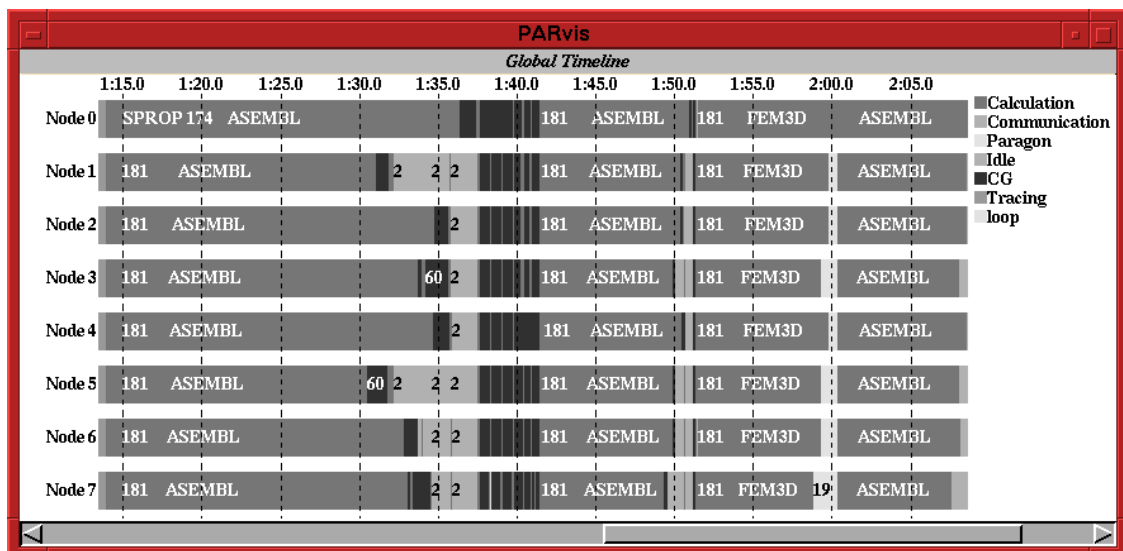 PARvis
Global Timeline
1:15.0 1:20.0 1:25.0 1:30.0 1:35.0 1:40.0 1:45.0 1:50.0 1:55.0 2:00.0 2:05.0
Node 0 SPROP 174 ASEMBL 181 ASEMBL 181 FEM3D ASEMBL
Node 1 181 ASEMBL 2 2 2 181 ASEMBL 181 FEM3D ASEMBL
Node 2 181 ASEMBL 2 181 ASEMBL 181 FEM3D ASEMBL
Node 3 181 ASEMBL 60 2 181 ASEMBL 181 FEM3D ASEMBL
Node 4 181 ASEMBL 2 181 ASEMBL 181 FEM3D ASEMBL
Node 5 181 ASEMBL 60 2 2 2 181 ASEMBL 181 FEM3D ASEMBL
Node 6 181 ASEMBL 2 2 181 ASEMBL 181 FEM3D ASEMBL
Node 7 181 ASEMBL 2 2 181 ASEMBL 181 FEM3D 19 ASEMBL
Calculation
Communication
Paragon
Idle
CG
Tracing
loop